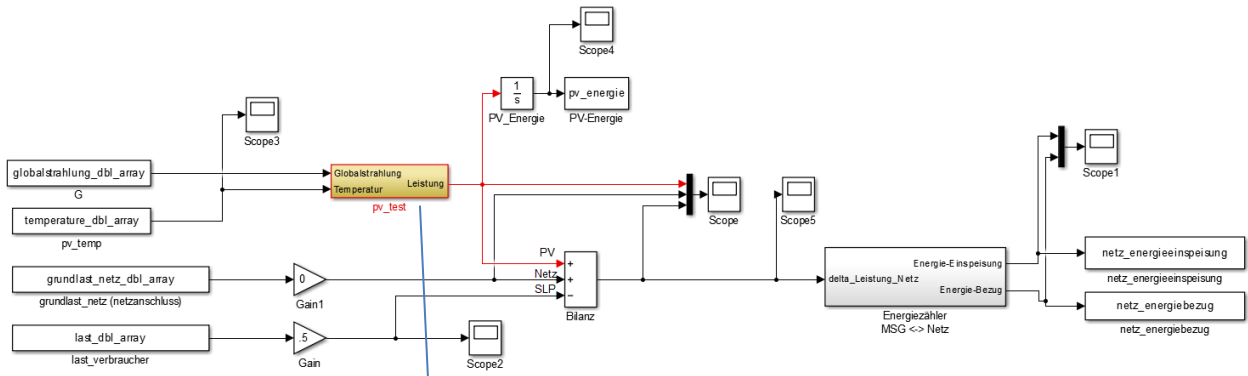 Scope4
1
s
PV_Energie
pv_energie
PV-Energie
Scope3
Scope1
globalstrahlung_dbl_array
G
Globalstrahlung
Temperatur
Leistung
pv_test
Scope
Scope5
temperature_dbl_array
pv_temp
PV
+
Netz
+
SLP
−
Bilanz
grundlast_netz_dbl_array
grundlast_netz (netzanschluss)
0
Gain1
delta_Leistung_Netz
Energie-Einspeisung
Energie-Bezug
Energiezähler
MSG <-> Netz
netz_energieeinspeisung
netz_energieeinspeisung
netz_energiebezug
netz_energiebezug
last_dbl_array
last_verbraucher
.5
Gain
Scope2